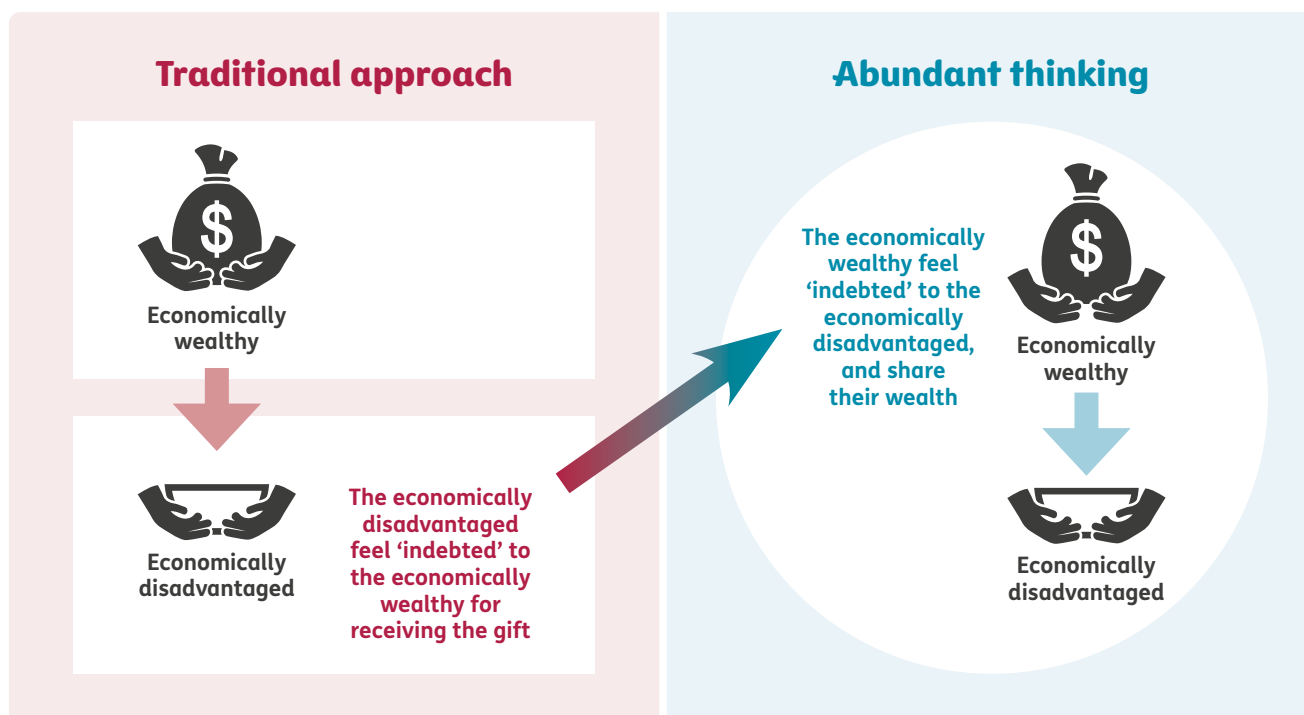 Traditional approach
$
Economically
wealthy
Economically
disadvantaged
The economically
disadvantaged
feel ‘indebted’ to
the economically
wealthy for
receiving the gift
Abundant thinking
The economically
wealthy feel
‘indebted’ to the
economically
disadvantaged,
and share
their wealth
$
Economically
wealthy
Economically
disadvantaged